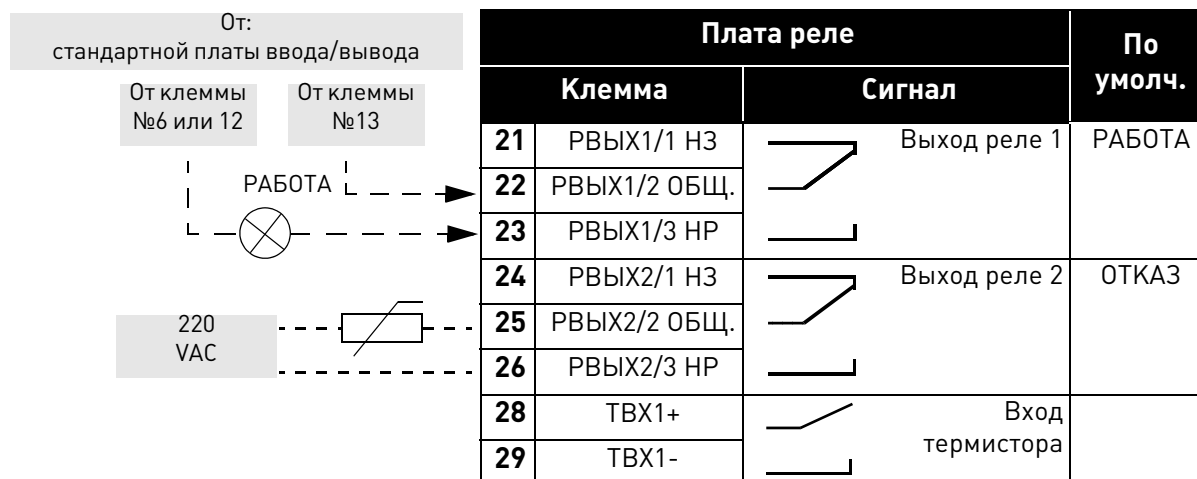 От:
стандартной платы ввода/вывода
От клеммы
№6 или 12
От клеммы
№13
РАБОТА
220
VAC
Плата реле
По
умолч.
Клемма
Сигнал
21 РВЫХ1/1 НЗ Выход реле 1 РАБОТА
22 РВЫХ1/2 ОБЩ.
23 РВЫХ1/3 НР
24 РВЫХ2/1 НЗ Выход реле 2 ОТКАЗ
25 РВЫХ2/2 ОБЩ.
26 РВЫХ2/3 НР
28 ТВХ1+ Вход
термистора
29 ТВХ1-